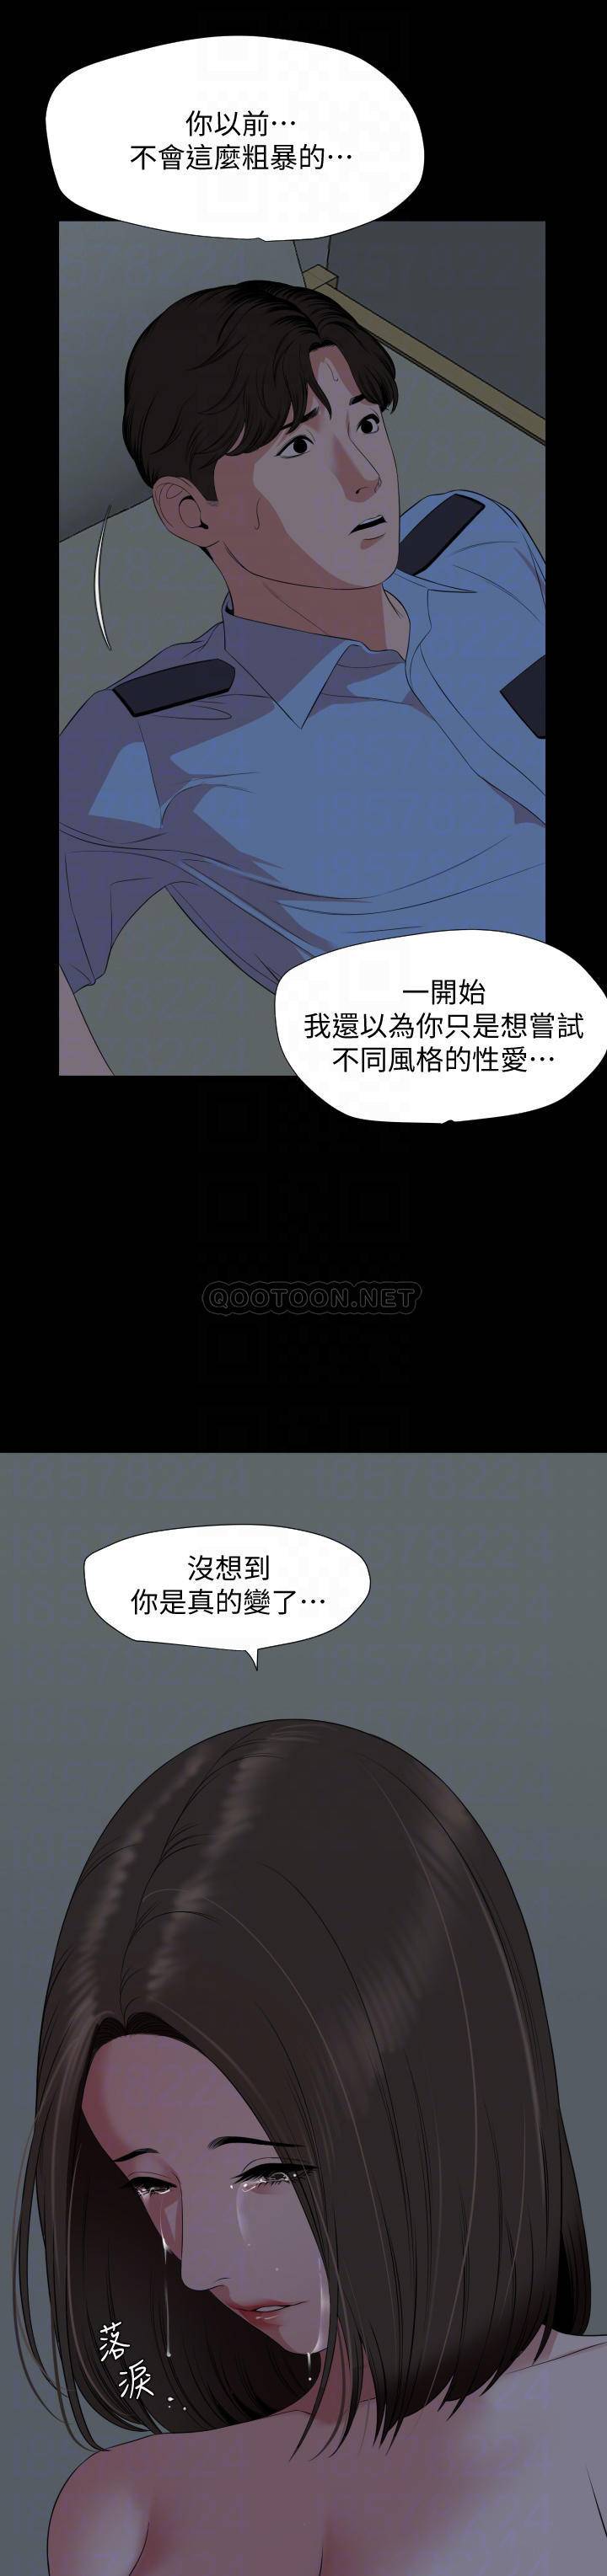 你以前⋯
不會這麼粗暴的⋯
一開始
我還以為你只是想嘗試
不同風格的性愛⋯
QOOTOON.NET
1857822A
沒想到
你是真的變了⋯
落
淚